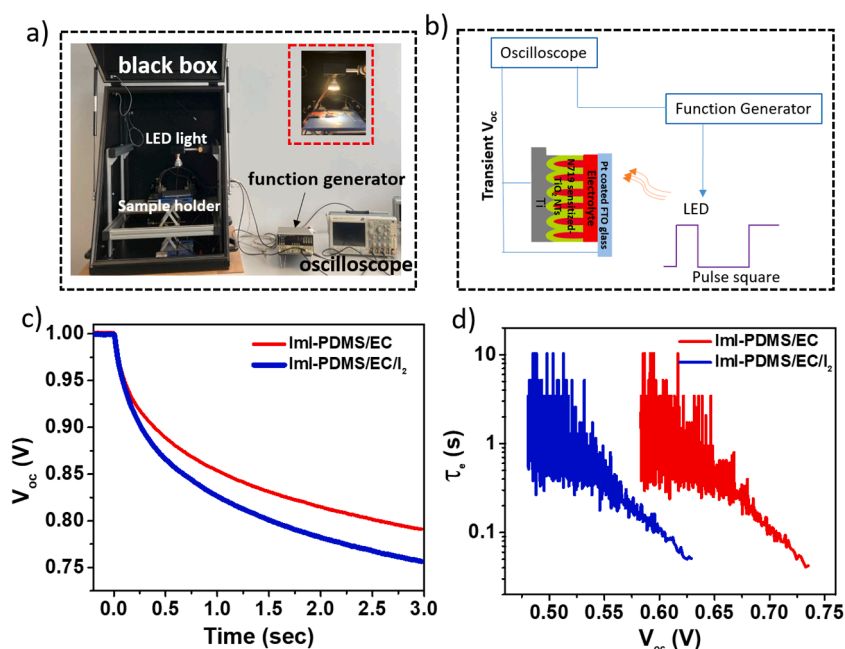 a)
black box
LED light
Sample holder
function generator
oscilloscope
b)
Oscilloscope
Function Generator
Transient Voc
Ti
TiO2 NTs
N719 sensitized-
Electrolyte
Pt coated FTO glass
LED
Pulse square
c)
ImI-PDMS/EC
ImI-PDMS/EC/I2
1.00
0.95
0.90
0.85
0.80
0.75
Voc (V)
0.0 0.5 1.0 1.5 2.0 2.5 3.0
Time (sec)
d)
ImI-PDMS/EC
ImI-PDMS/EC/I2
10
1
0.1
τe (s)
0.50 0.55 0.60 0.65 0.70 0.75
Voc (V)